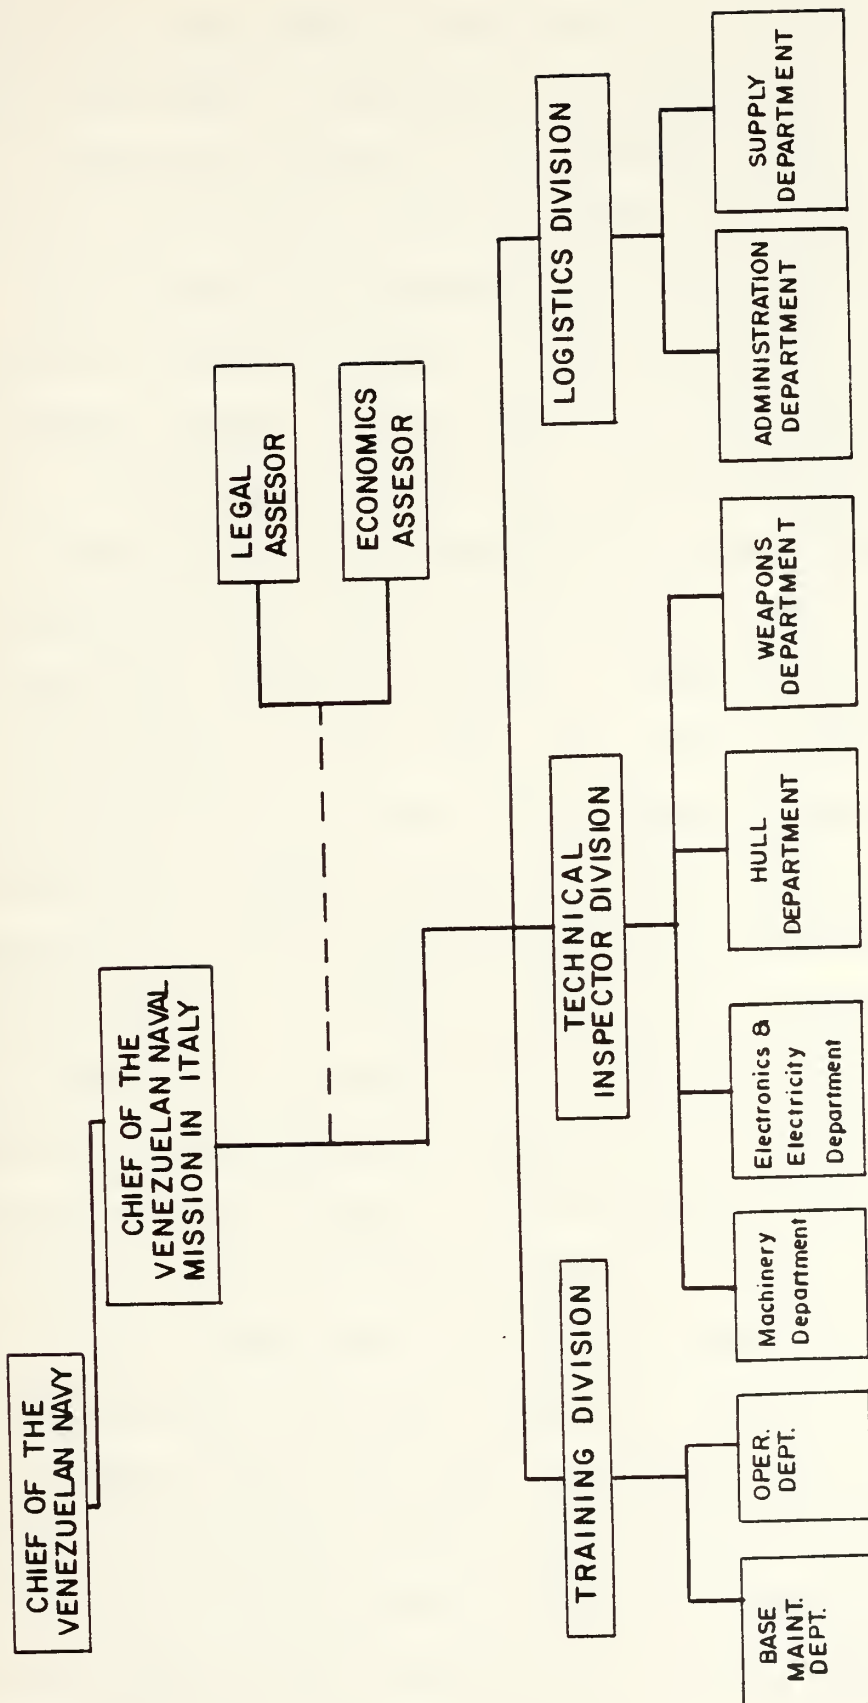 CHIEF OF THE
VENEZUELAN NAVY
CHIEF OF THE
VENEZUELAN NAVAL
MISSION IN ITALY
LEGAL
ASSESOR
ECONOMICS
ASSESOR
TRAINING DIVISION
TECHNICAL
INSPECTOR DIVISION
LOGISTICS DIVISION
BASE
MAINT.
DEPT.
OPER.
DEPT.
Machinery
Department
Electronics &
Electricity
Department
HULL
DEPARTMENT
WEAPONS
DEPARTMENT
ADMINISTRATION
DEPARTMENT
SUPPLY
DEPARTMENT